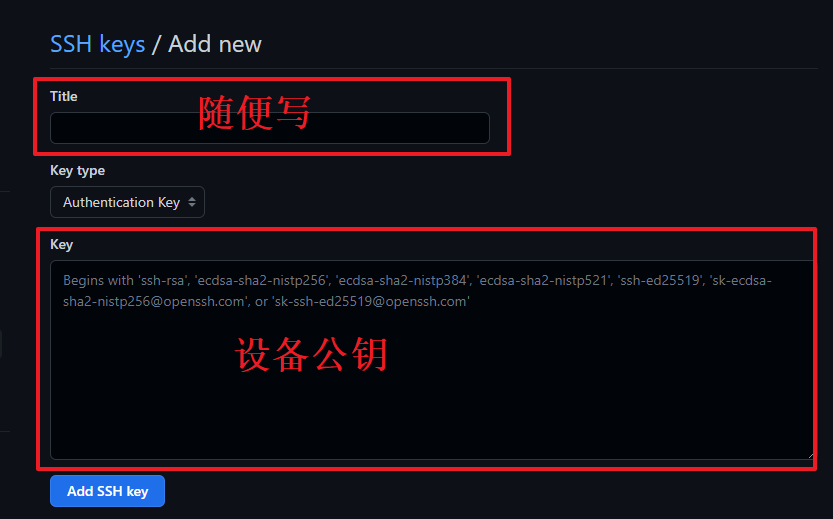 SSH keys / Add new
Title
随便写
Key type
Authentication Key
Key
Begins with 'ssh-rsa', 'ecdsa-sha2-nistp256', 'ecdsa-sha2-nistp384', 'ecdsa-sha2-nistp521', 'ssh-ed25519', 'sk-ecdsa-
sha2-nistp256@openssh.com', or 'sk-ssh-ed25519@openssh.com'
设备公钥
Add SSH key